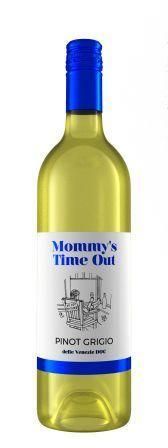 Mommy's
Time Out
PINOT GRIGIO
delle Venezie DOC